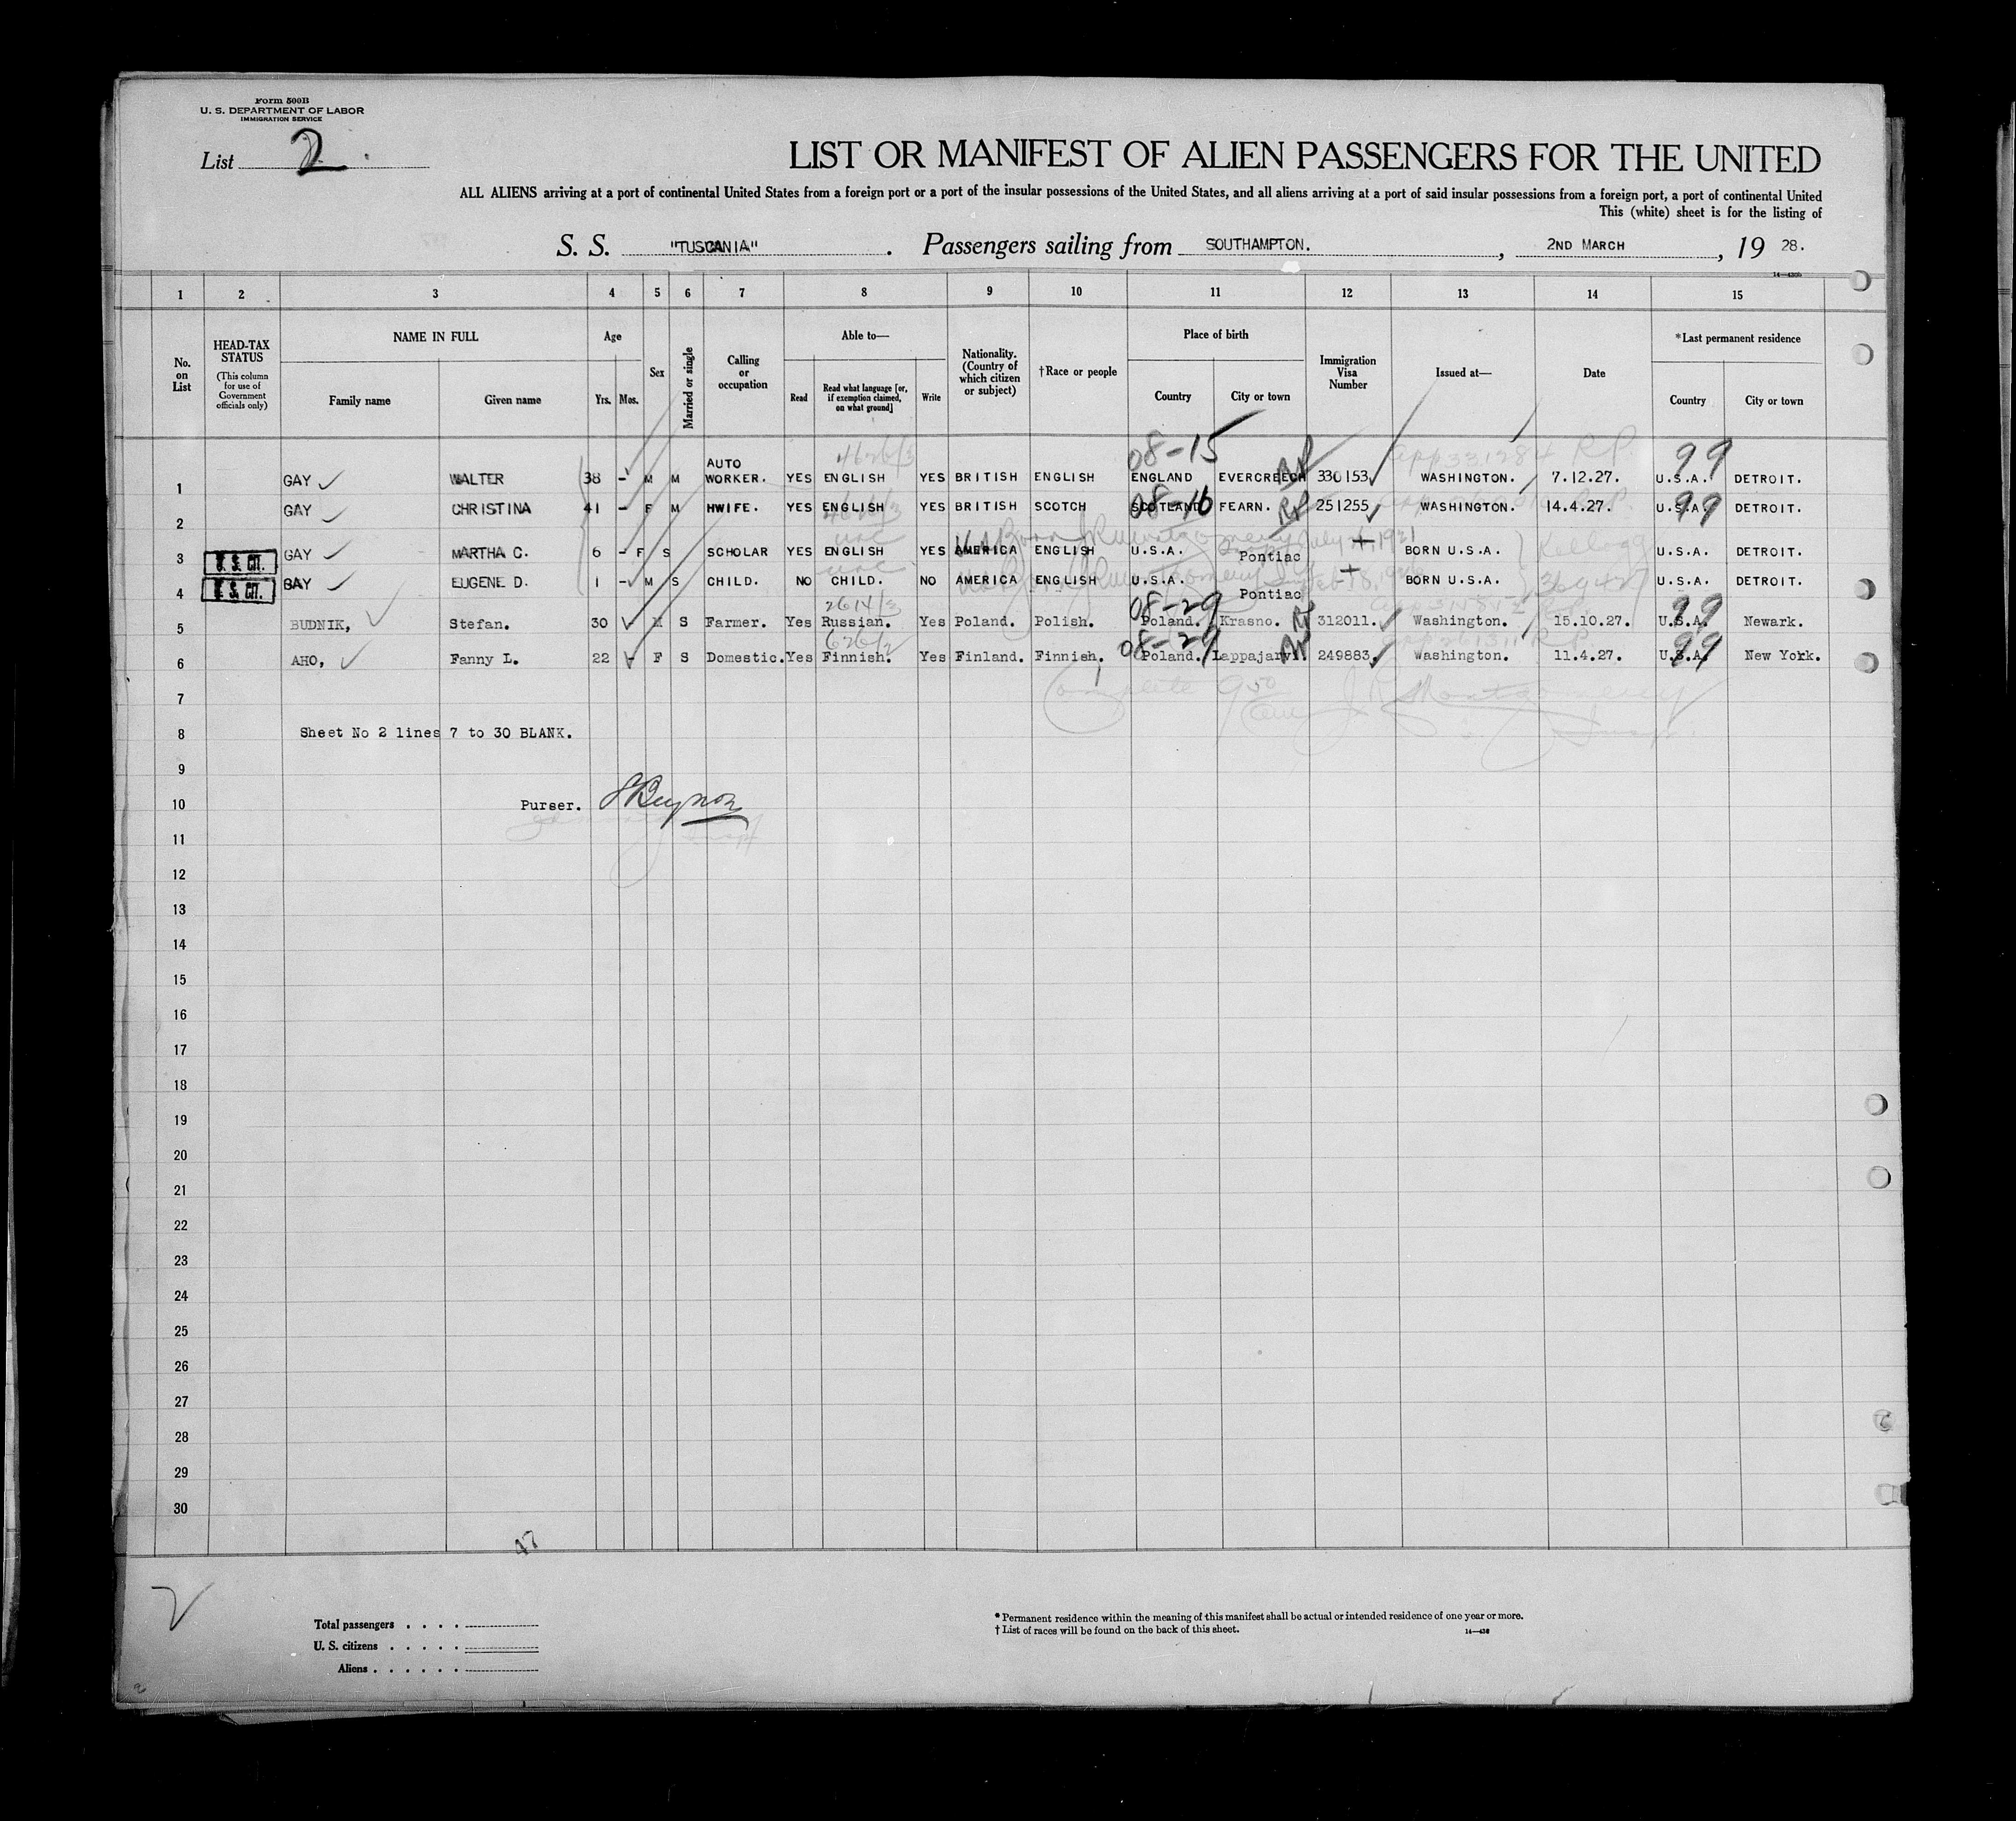 Form 500B
U. S. DEPARTMENT OF LABOR
IMMIGRATION SERVICE
List 2
LIST OR MANIFEST OF ALIEN PASSENGERS FOR THE UNITED
ALL ALIENS arriving at a port of continental United States from a foreign port or a port of the insular possessions of the United States, and all aliens arriving at a port of said insular possessions from a foreign port, a port of continental United
This (white) sheet is for the listing of
S. S. "TUSCANIA". Passengers sailing from SOUTHAMPTON., 2ND MARCH, 19 28.
1 2 3 4 5 6 7 8 9 10 11 12 13 14 15
No. on List
HEAD-TAX STATUS
(This column for use of Government officials only)
NAME IN FULL
Family name Given name
Age
Yrs. Mos.
Sex
Married or single
Calling or occupation
Able to—
Read
Read what language [or, if exemption claimed, on what ground]
Write
Nationality. (Country of which citizen or subject)
†Race or people
Place of birth
Country City or town
Immigration Visa Number
Issued at—
Date
*Last permanent residence
Country City or town
08-15 99
1 GAY WALTER 38 - M M AUTO WORKER. YES ENGLISH YES BRITISH ENGLISH ENGLAND EVERCREECH RP 330153 WASHINGTON. 7.12.27. U.S.A. DETROIT.
08-16 99
2 GAY CHRISTINA 41 - F M HWIFE. YES ENGLISH YES BRITISH SCOTCH SCOTLAND FEARN. RP 251255 WASHINGTON. 14.4.27. U.S.A. DETROIT.
3 U. S. CIT. GAY MARTHA C. 6 - F S SCHOLAR YES ENGLISH YES AMERICA ENGLISH U.S.A. Pontiac BORN U.S.A. U.S.A. DETROIT.
4 U. S. CIT. GAY EUGENE D. 1 - M S CHILD. NO CHILD. NO AMERICA ENGLISH U.S.A. Pontiac BORN U.S.A. U.S.A. DETROIT.
08-29 99
5 BUDNIK, Stefan. 30 M S Farmer. Yes Russian. Yes Poland. Polish. Poland. Krasno. 312011. Washington. 15.10.27. U.S.A. Newark.
08-29 99
6 AHO, Fanny L. 22 - F S Domestic. Yes Finnish. Yes Finland. Finnish. Poland. Lappajarvi. 249883. Washington. 11.4.27. U.S.A. New York.
7
8 Sheet No 2 lines 7 to 30 BLANK.
9
10 Purser.
11
12
13
14
15
16
17
18
19
20
21
22
23
24
25
26
27
28
29
30
47
Total passengers
U. S. citizens
Aliens
* Permanent residence within the meaning of this manifest shall be actual or intended residence of one year or more.
† List of races will be found on the back of this sheet.